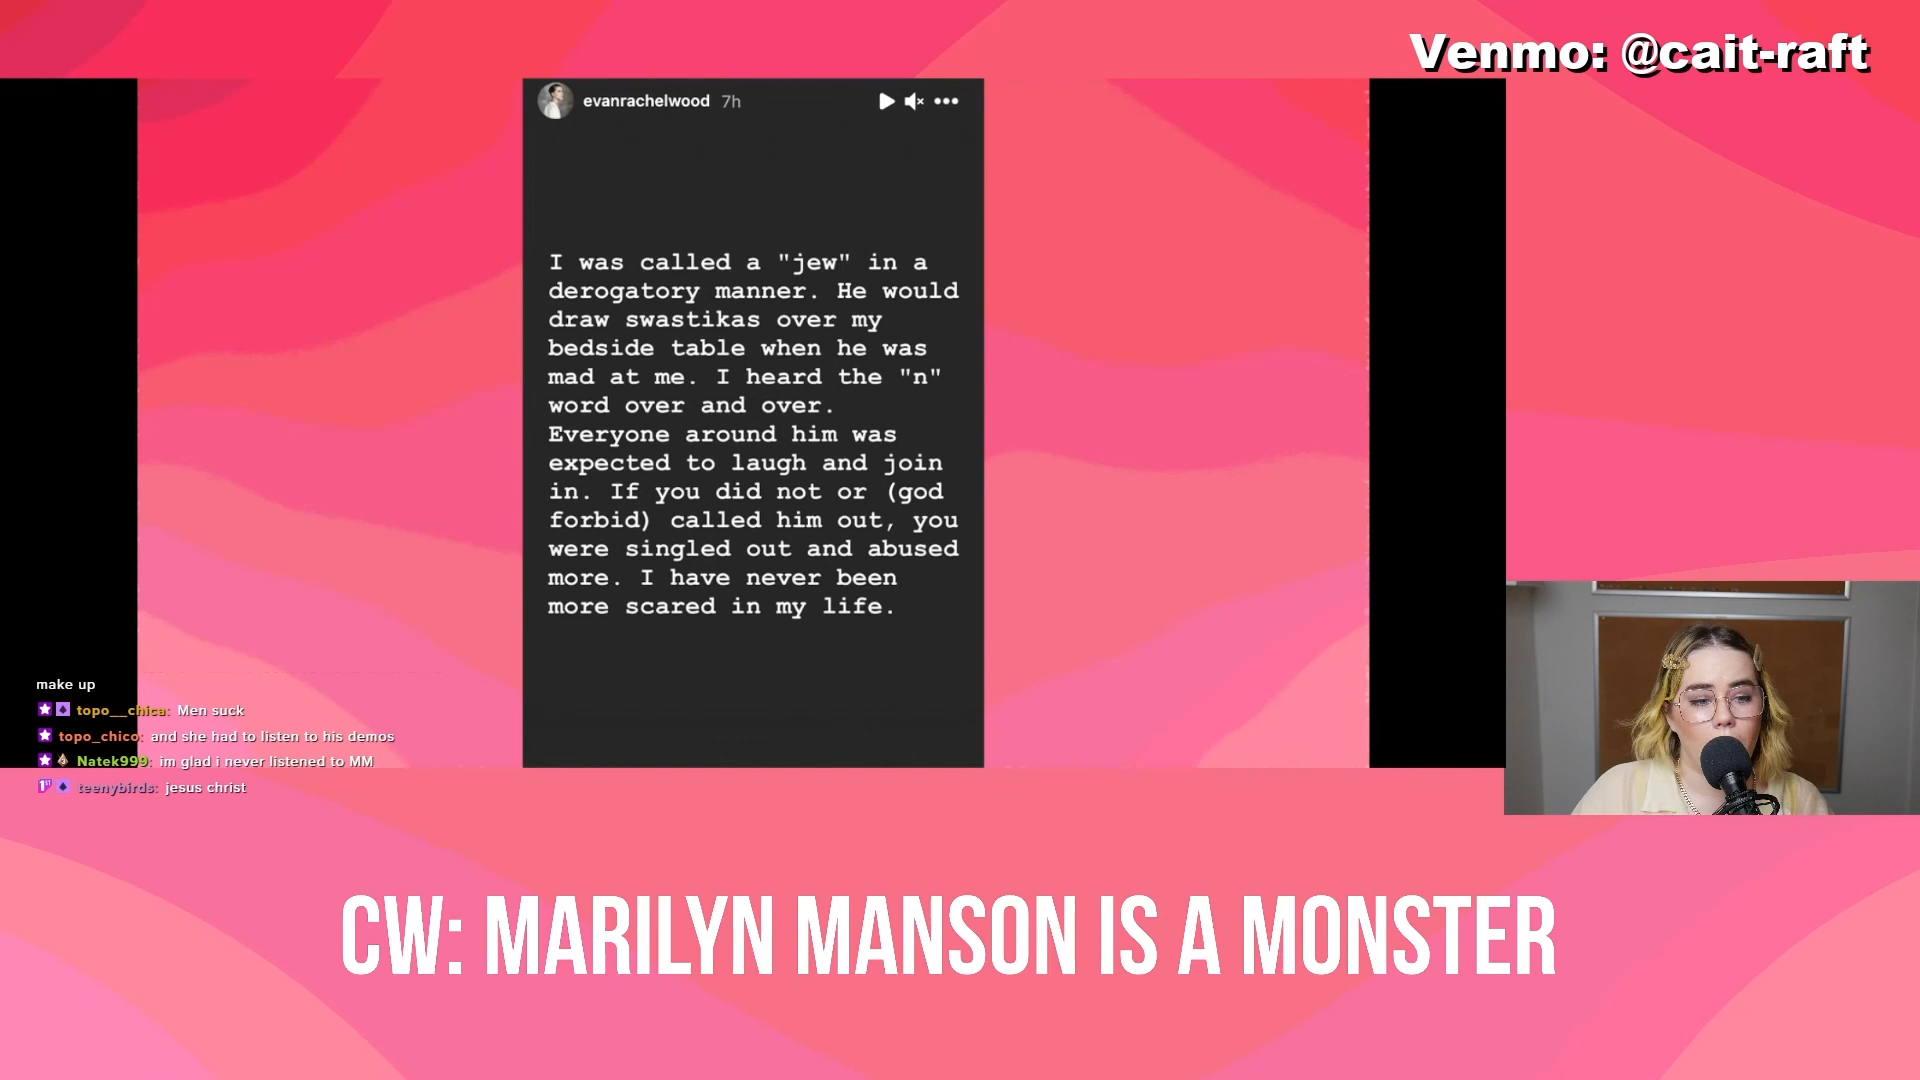 Venmo: @cait-raft
evanrachelwood 7h
I was called a "jew" in a
derogatory manner. He would
draw swastikas over my
bedside table when he was
mad at me. I heard the "n"
word over and over.
Everyone around him was
expected to laugh and join
in. If you did not or (god
forbid) called him out, you
were singled out and abused
more. I have never been
more scared in my life.
make up
topo__chica: Men suck
topo_chico: and she had to listen to his demos
Natek999: im glad i never listened to MM
teenybirds: jesus christ
CW: MARILYN MANSON IS A MONSTER